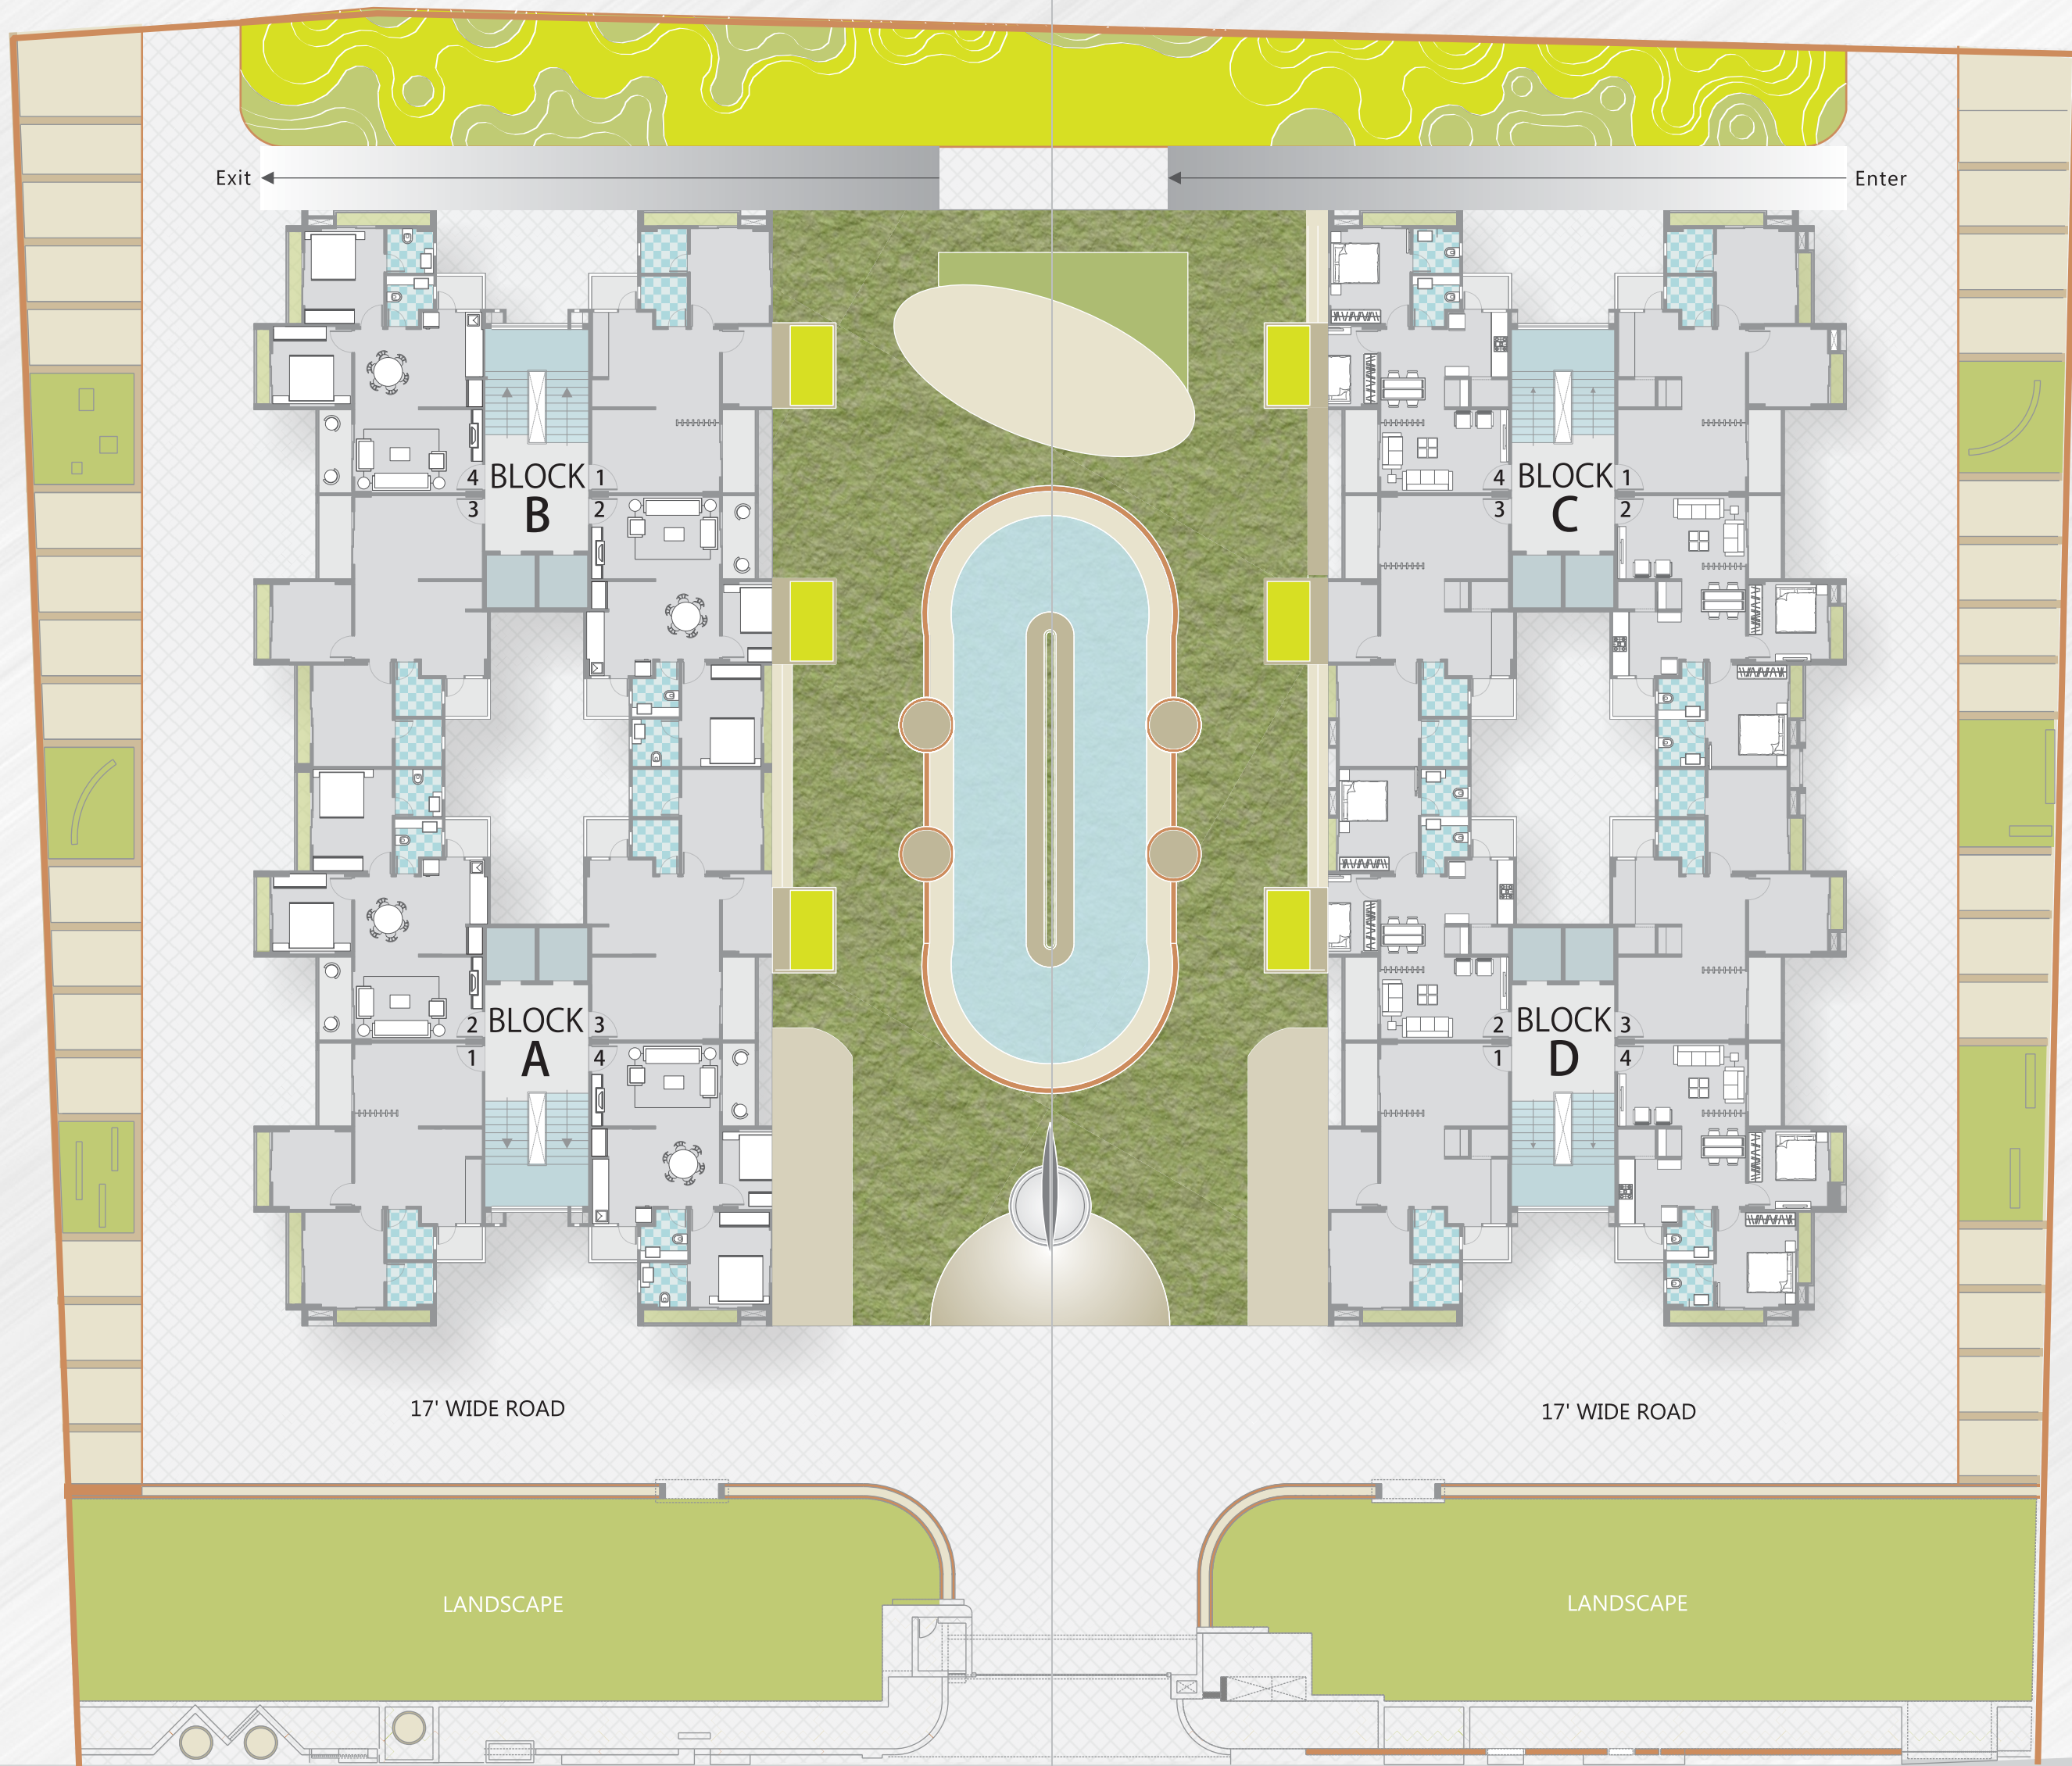 Exit
Enter
4 BLOCK 1
3 B 2
4 BLOCK 1
3 C 2
2 BLOCK 3
1 A 4
2 BLOCK 3
1 D 4
17' WIDE ROAD
17' WIDE ROAD
LANDSCAPE
LANDSCAPE